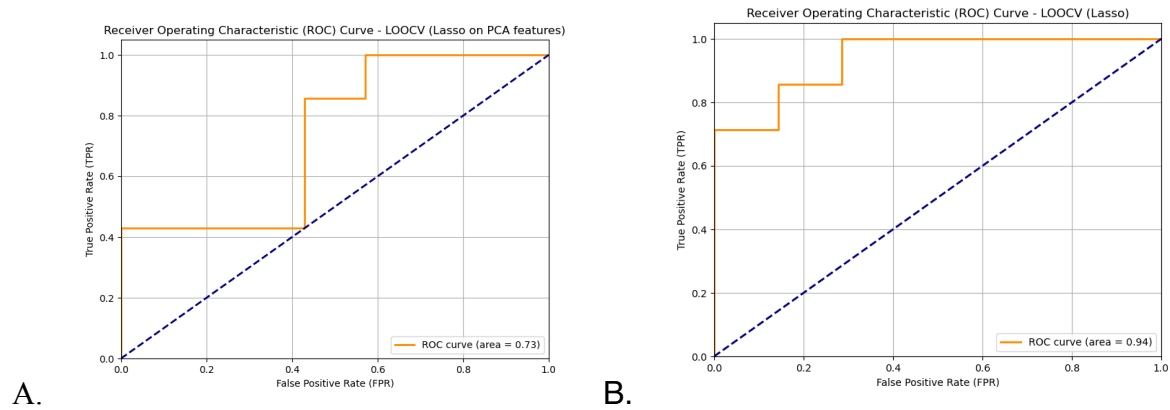 Receiver Operating Characteristic (ROC) Curve - LOOCV (Lasso on PCA features)
1.0
0.8
0.6
0.4
0.2
0.0
True Positive Rate (TPR)
0.0 0.2 0.4 0.6 0.8 1.0
False Positive Rate (FPR)
ROC curve (area = 0.73)
A.
Receiver Operating Characteristic (ROC) Curve - LOOCV (Lasso)
1.0
0.8
0.6
0.4
0.2
0.0
True Positive Rate (TPR)
0.0 0.2 0.4 0.6 0.8 1.0
False Positive Rate (FPR)
ROC curve (area = 0.94)
B.